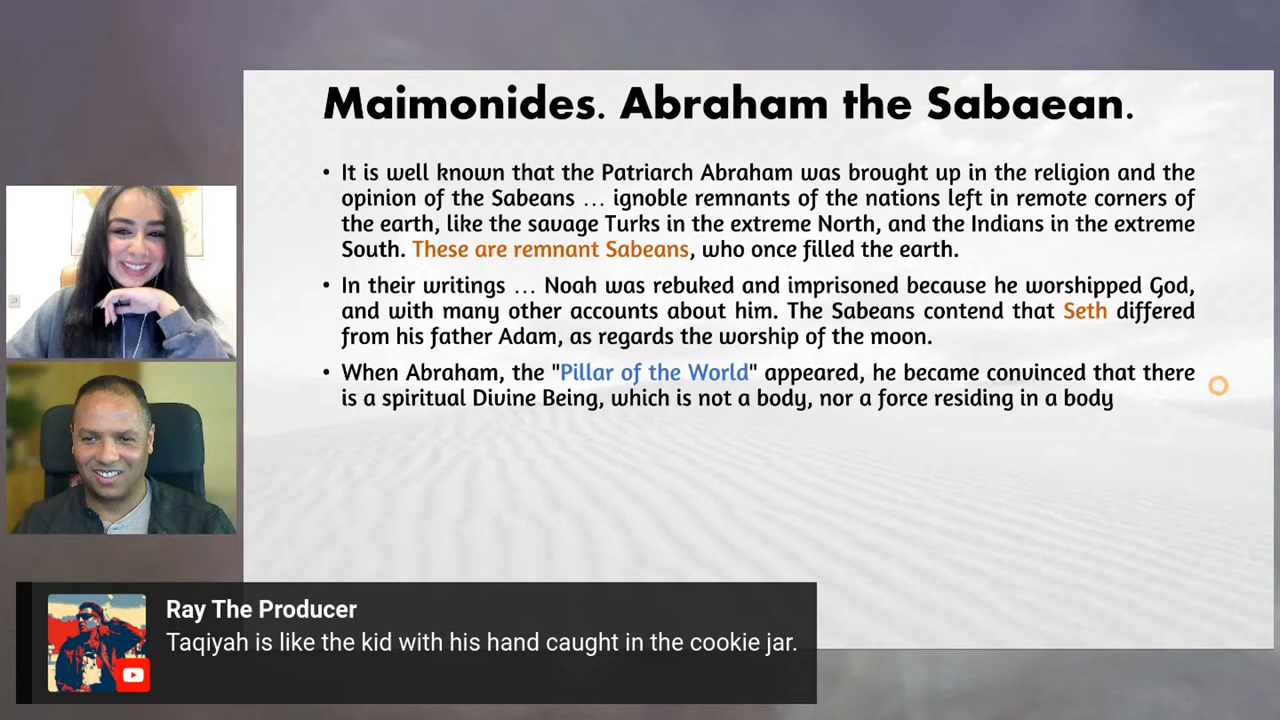 Maimonides. Abraham the Sabaean.
• It is well known that the Patriarch Abraham was brought up in the religion and the
opinion of the Sabeans … ignoble remnants of the nations left in remote corners of
the earth, like the savage Turks in the extreme North, and the Indians in the extreme
South. These are remnant Sabeans, who once filled the earth.
• In their writings … Noah was rebuked and imprisoned because he worshipped God,
and with many other accounts about him. The Sabeans contend that Seth differed
from his father Adam, as regards the worship of the moon.
• When Abraham, the "Pillar of the World" appeared, he became convinced that there
is a spiritual Divine Being, which is not a body, nor a force residing in a body
Ray The Producer
Taqiyah is like the kid with his hand caught in the cookie jar.